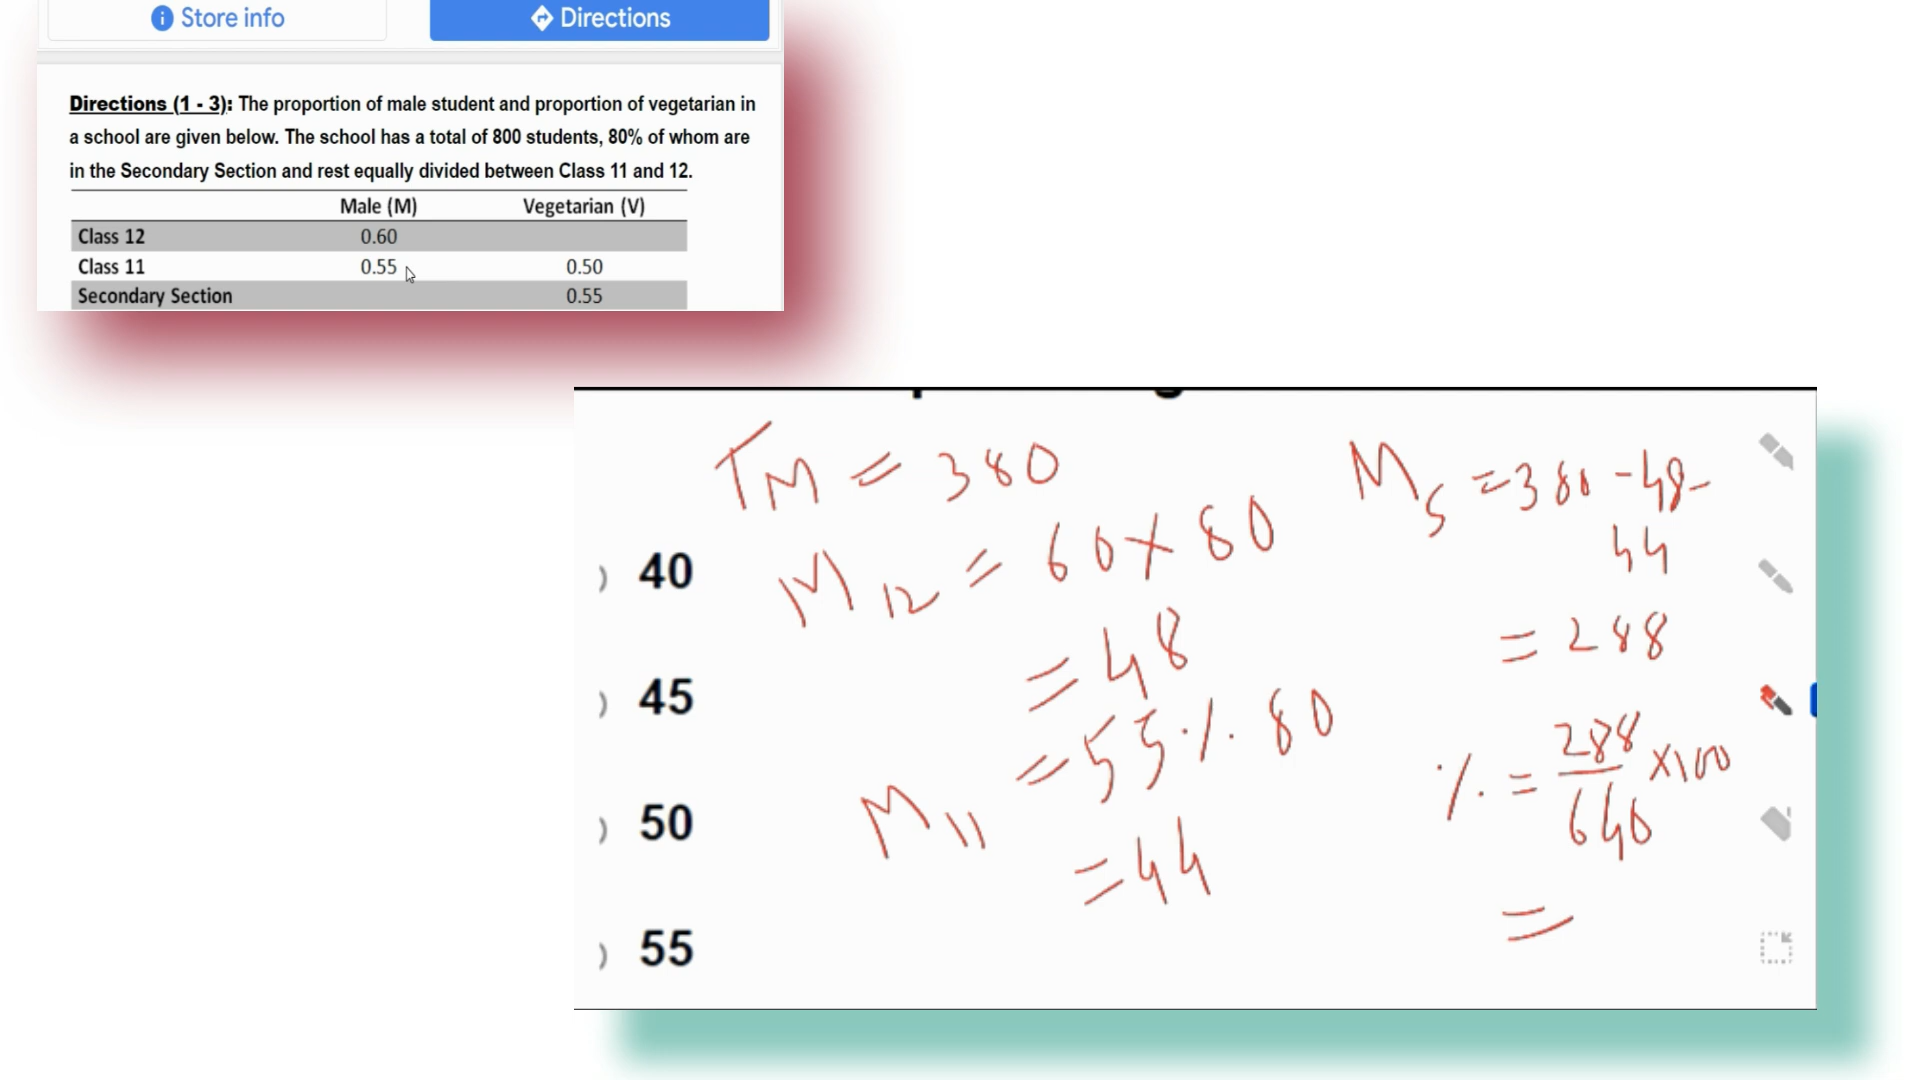 Store info
Directions
Directions (1 - 3): The proportion of male student and proportion of vegetarian in
a school are given below. The school has a total of 800 students, 80% of whom are
in the Secondary Section and rest equally divided between Class 11 and 12.
Male (M) Vegetarian (V)
Class 12 0.60
Class 11 0.55 0.50
Secondary Section 0.55
) 40
) 45
) 50
) 55
TM = 380
M12 = 60 × 80
= 48
M11 = 55% 80
= 44
MS = 380 - 48 -
44
= 288
% = 288/640 × 100
=